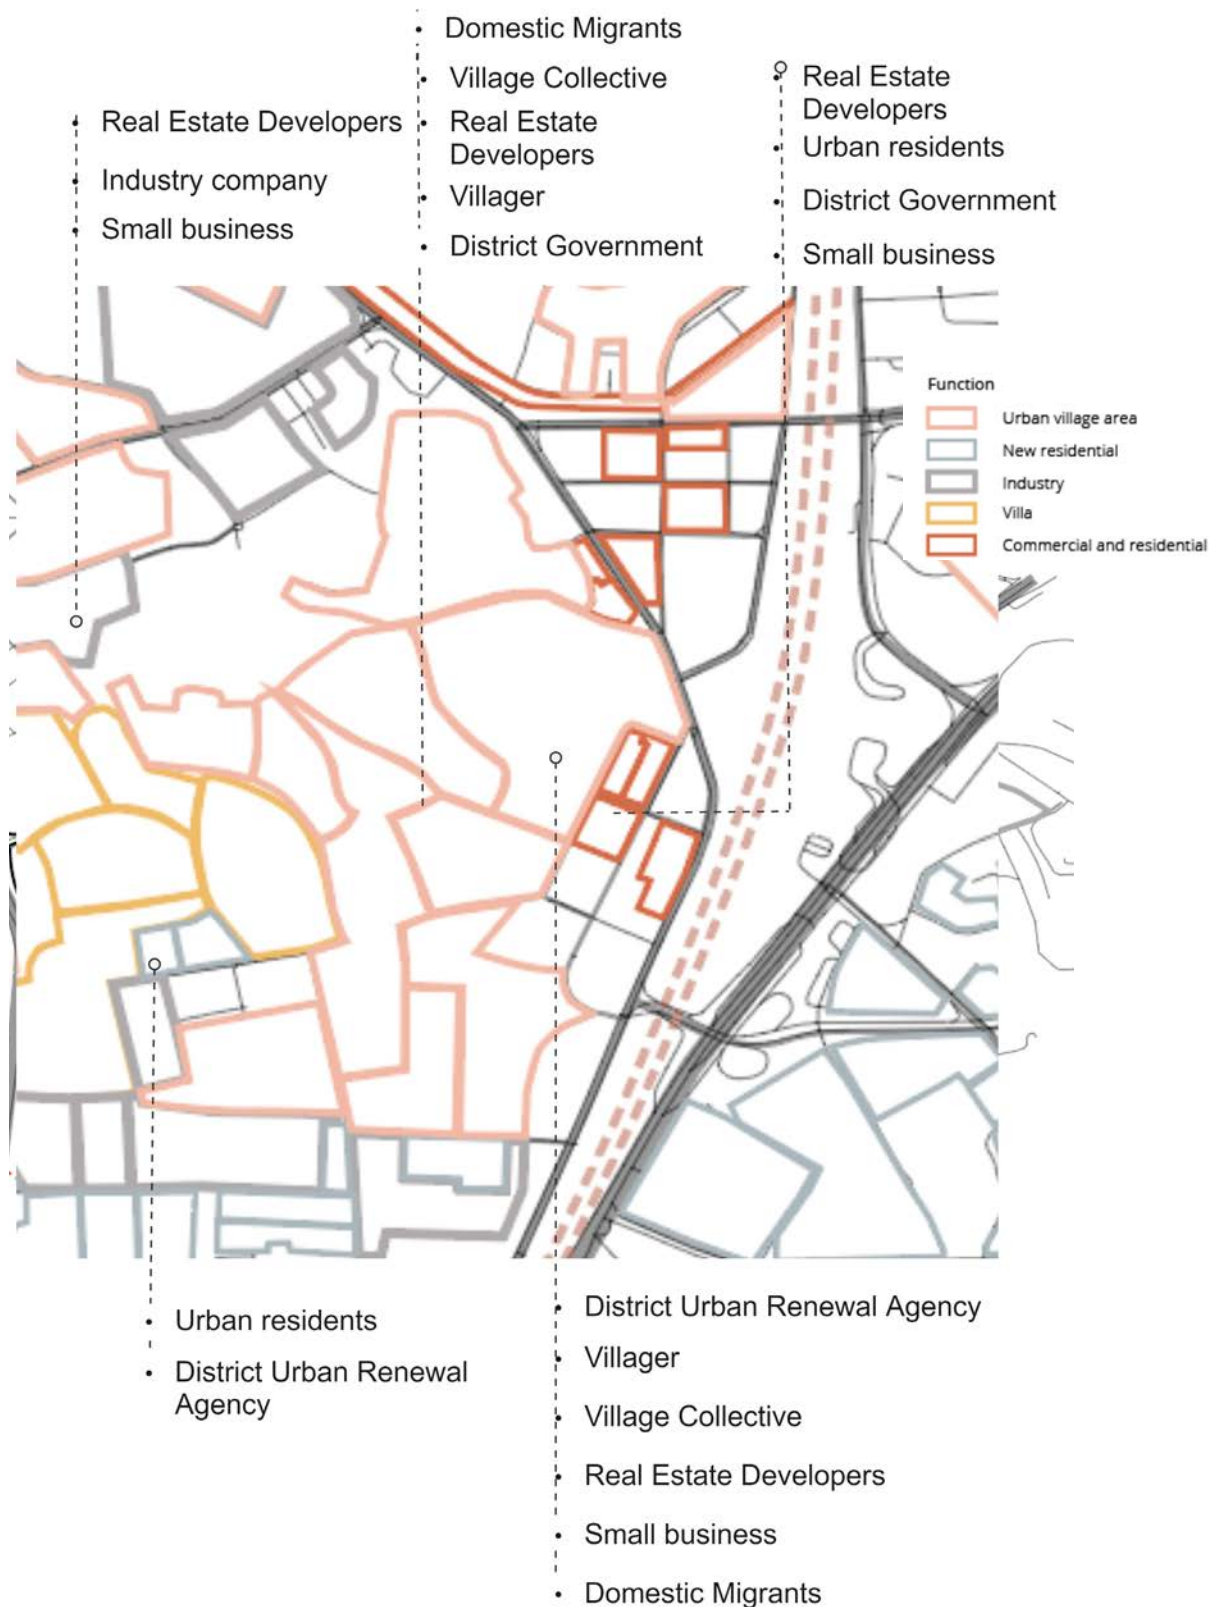 • Domestic Migrants
• Village Collective
• Real Estate
Developers
• Villager
• District Government
• Real Estate Developers
• Industry company
• Small business
• Real Estate
Developers
• Urban residents
• District Government
• Small business
Function
Urban village area
New residential
Industry
Villa
Commercial and residential
• Urban residents
• District Urban Renewal
Agency
• District Urban Renewal Agency
• Villager
• Village Collective
• Real Estate Developers
• Small business
• Domestic Migrants